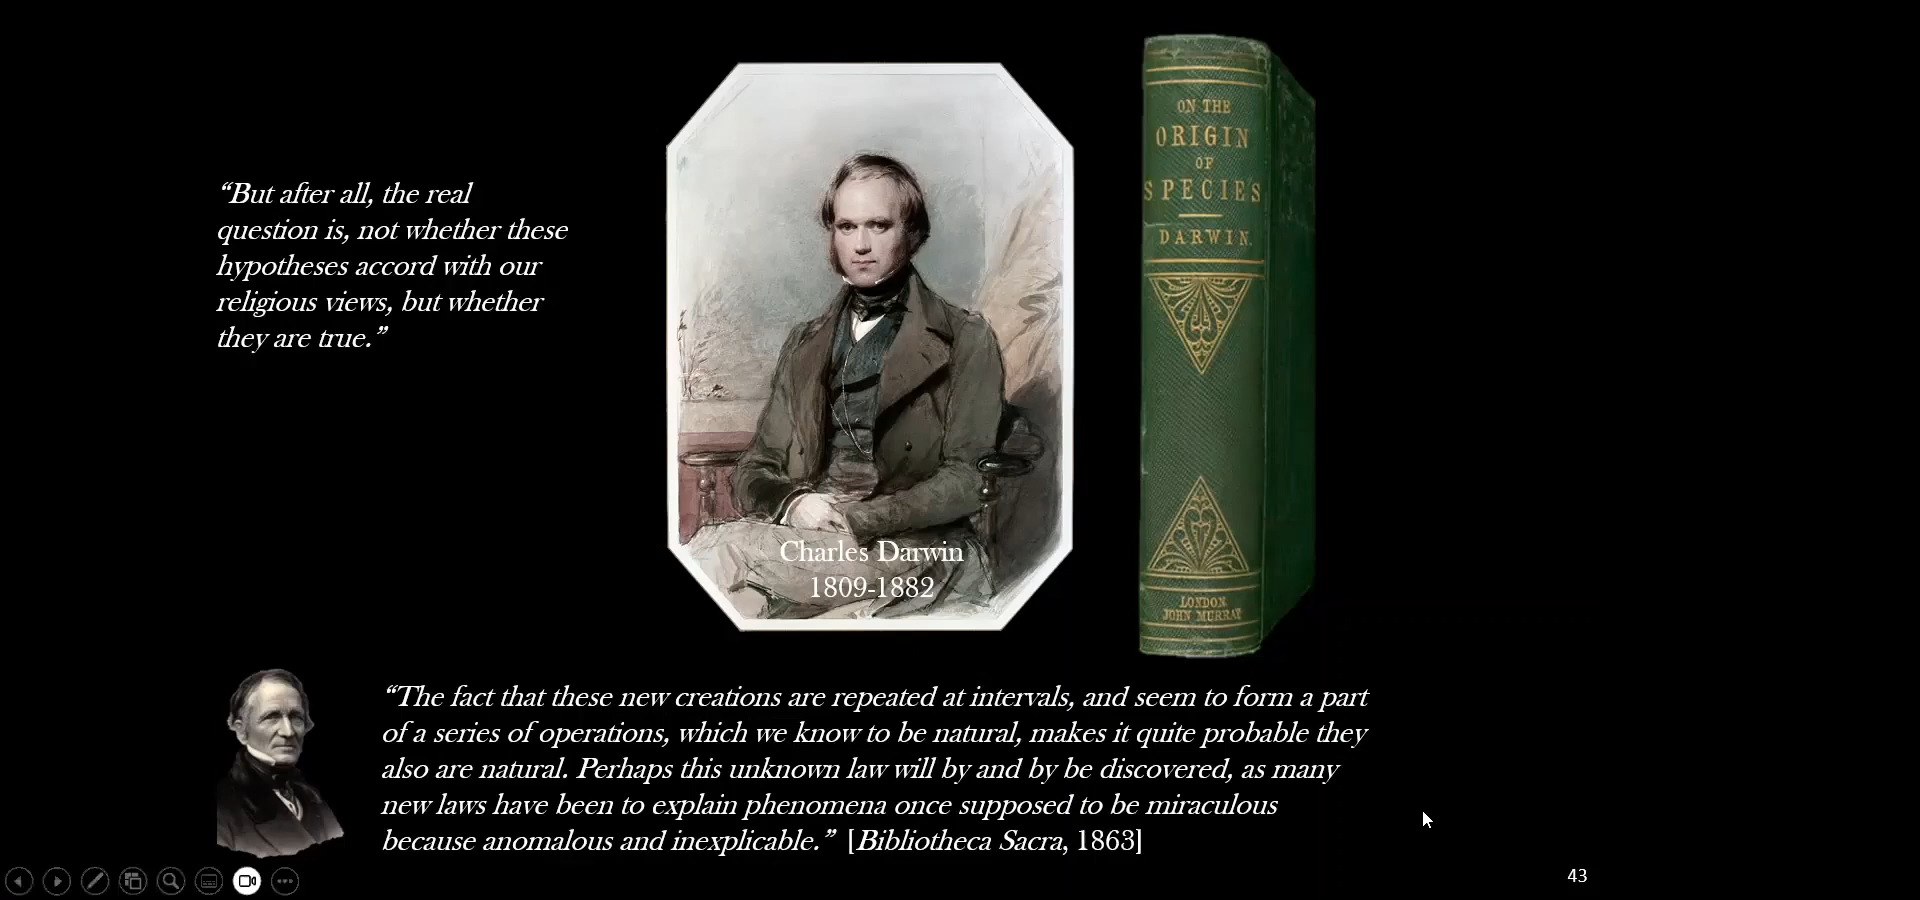 “But after all, the real
question is, not whether these
hypotheses accord with our
religious views, but whether
they are true.”
Charles Darwin
1809-1882
ON THE
ORIGIN
OF
SPECIES
DARWIN.
LONDON
JOHN MURRAY
“The fact that these new creations are repeated at intervals, and seem to form a part
of a series of operations, which we know to be natural, makes it quite probable they
also are natural. Perhaps this unknown law will by and by be discovered, as many
new laws have been to explain phenomena once supposed to be miraculous
because anomalous and inexplicable.” [Bibliotheca Sacra, 1863]
43